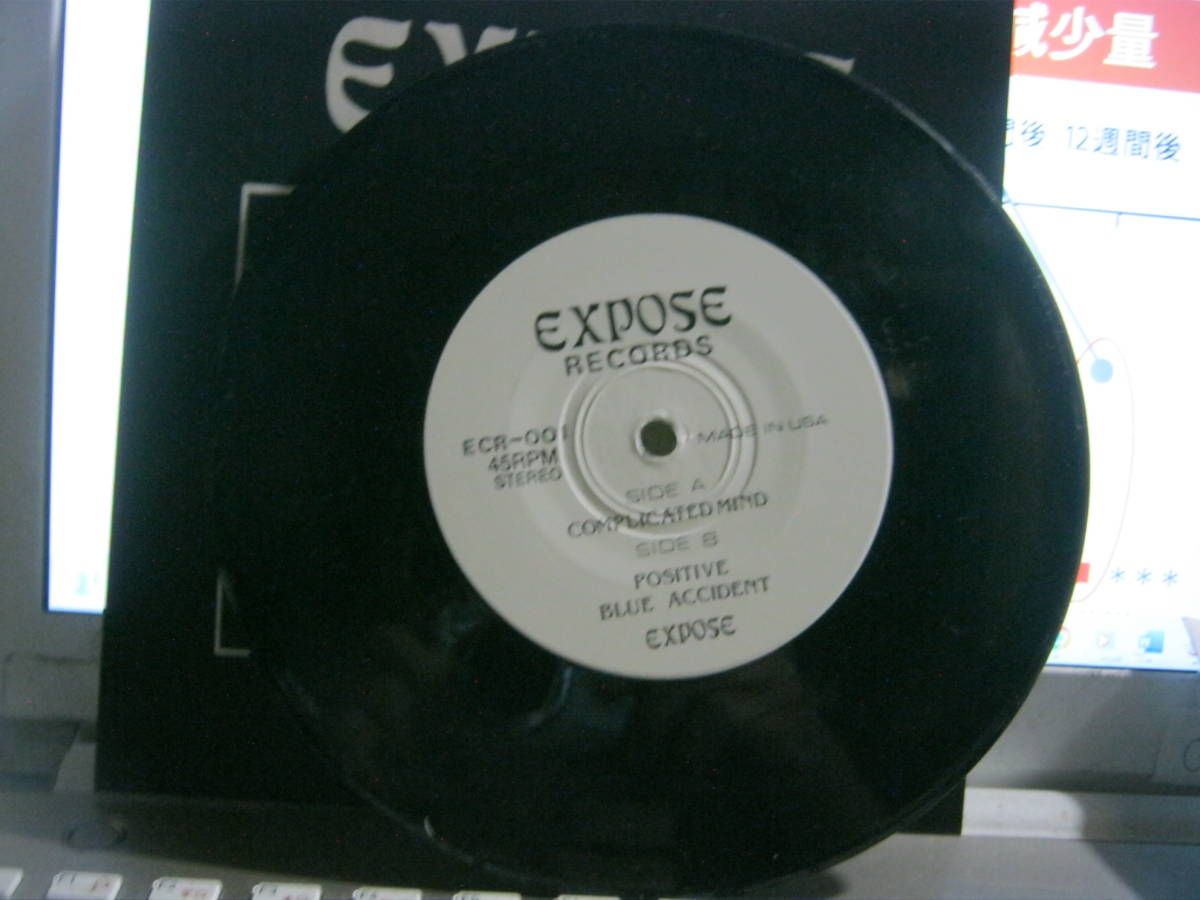 減少量
後 12週間後
EXPOSE
RECORDS
ECR-001
45RPM
STEREO
MADE IN USA
SIDE A
COMPLICATED MIND
SIDE B
POSITIVE
BLUE ACCIDENT
EXPOSE
***